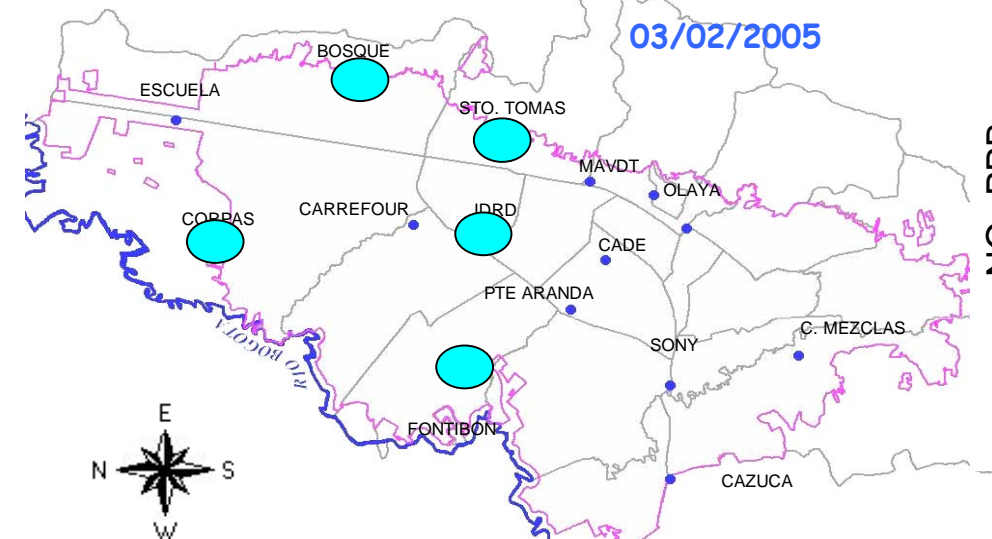 03/02/2005
BOSQUE
ESCUELA
STO. TOMAS
MAVDT
OLAYA
CORPAS
CARREFOUR
IDRD
CADE
PTE ARANDA
C. MEZCLAS
SONY
RIO BOGOTA
FONTIBON
CAZUCA
E
N
S
W